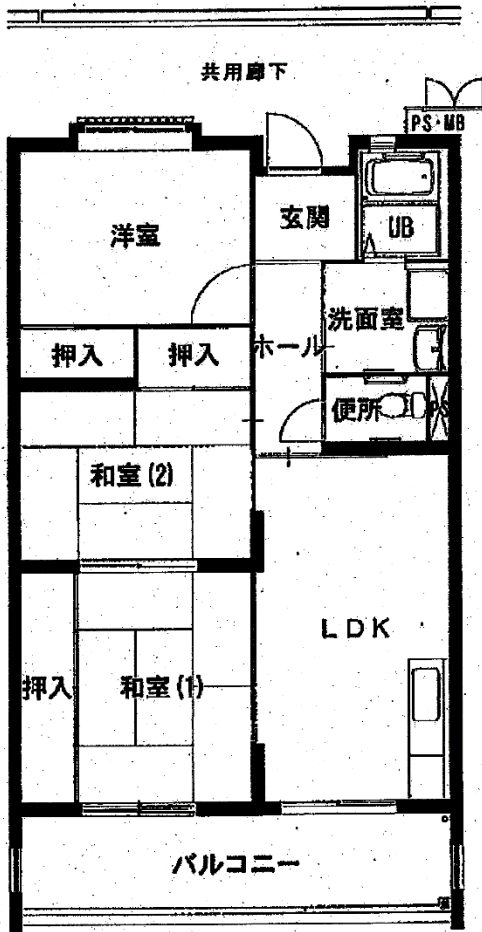 共用廊下
PS・MB
玄関
UB
洋室
洗面室
押入
押入
ホール
便所
PS
和室(2)
LDK
押入
和室(1)
バルコニー